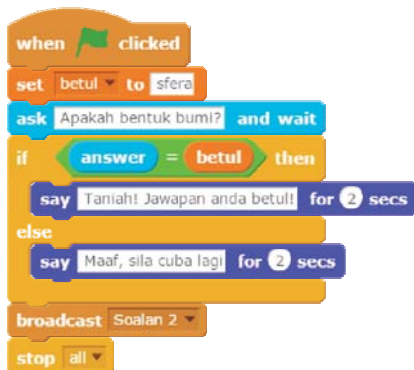 when clicked
set betul to sfera
ask Apakah bentuk bumi? and wait
if answer = betul then
say Taniah! Jawapan anda betul! for 2 secs
else
say Maaf, sila cuba lagi for 2 secs
broadcast Soalan 2
stop all